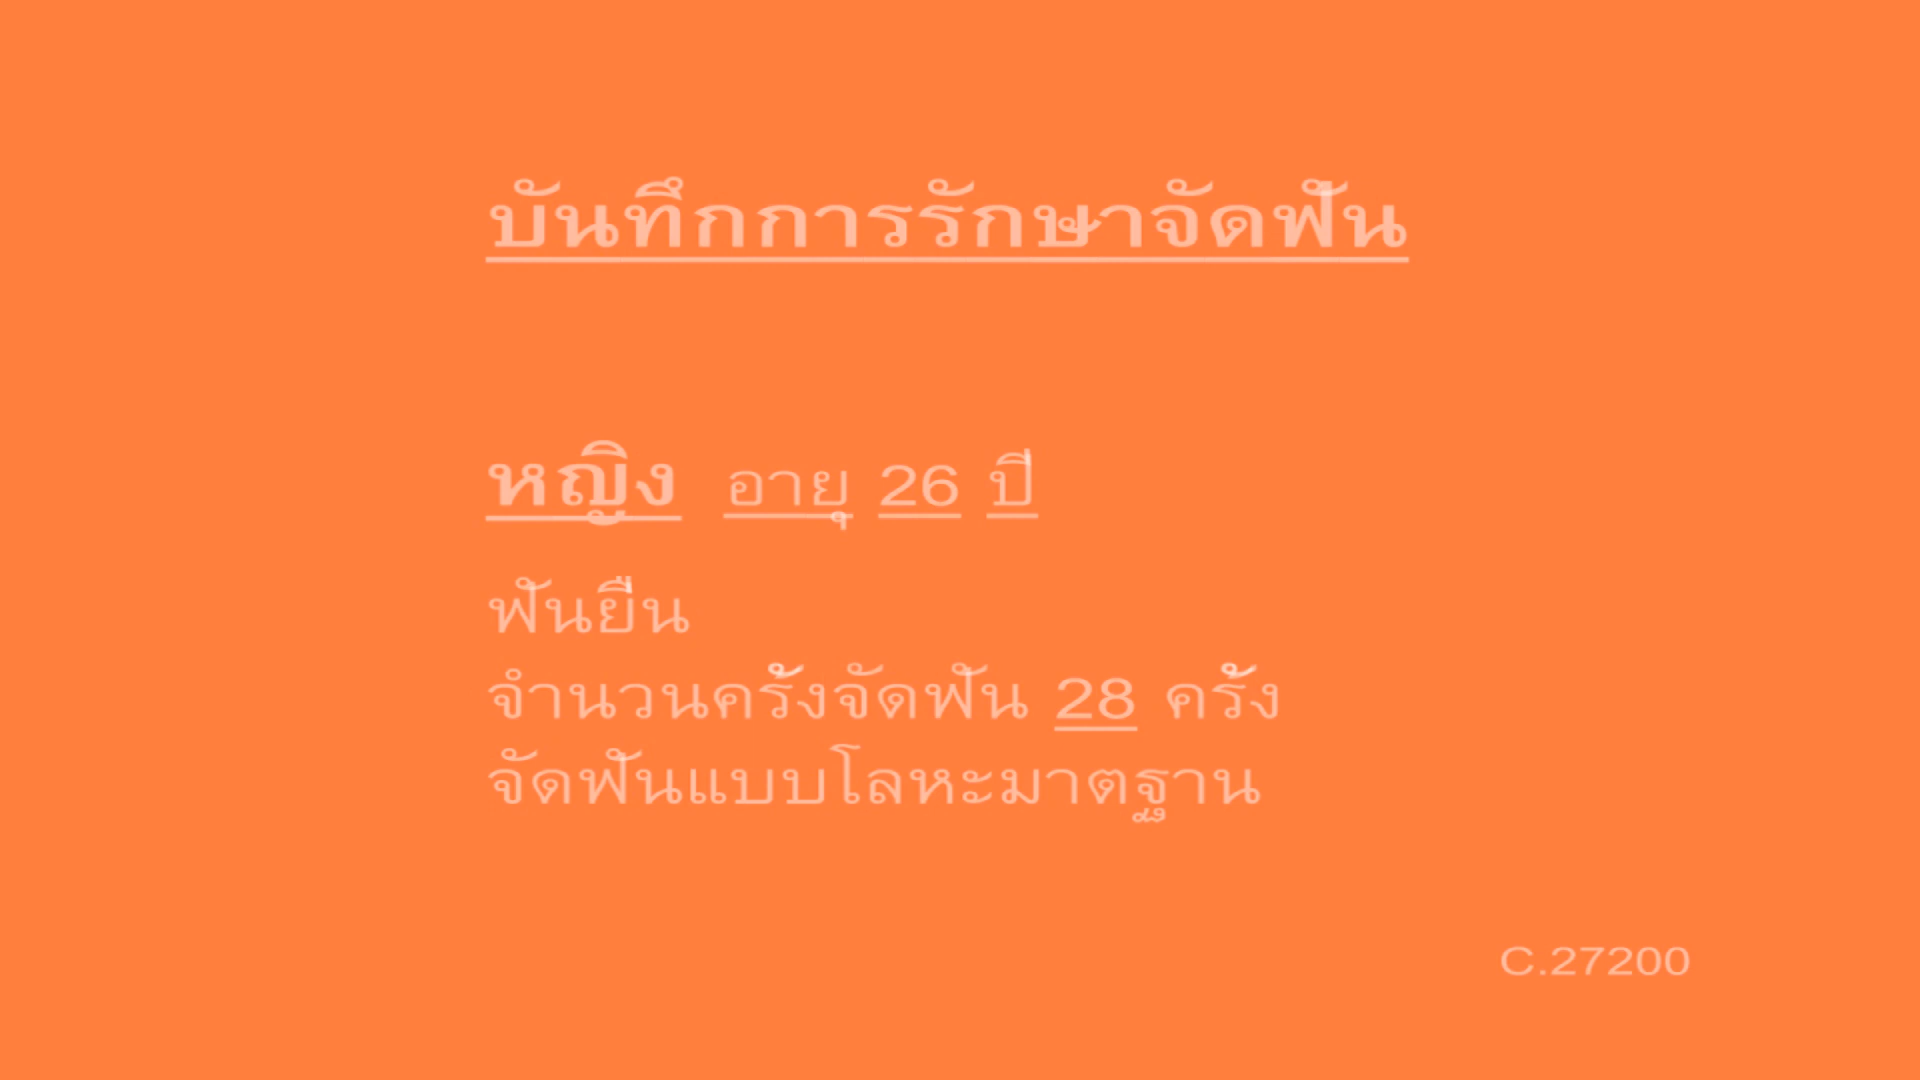 บันทึกการรักษาจัดฟัน
หญิง อายุ 26 ปี
ฟันยื่น
จำนวนครั้งจัดฟัน 28 ครั้ง
จัดฟันแบบโลหะมาตฐาน
C.27200